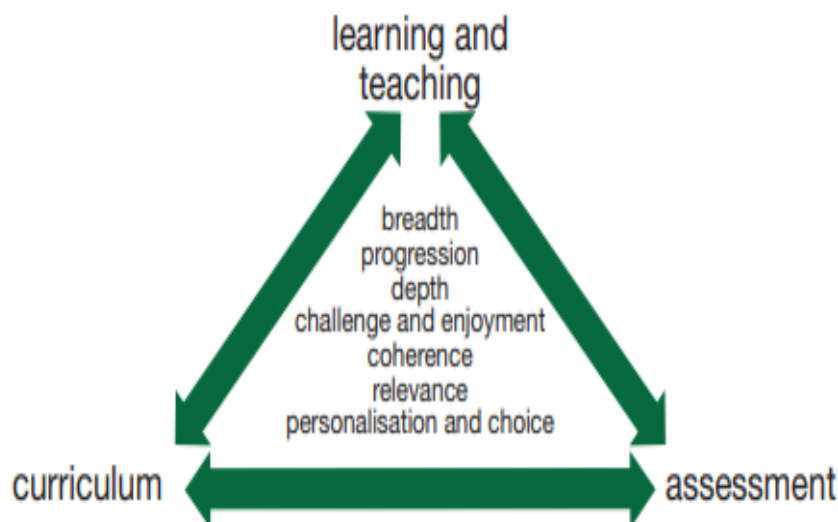 learning and
teaching
breadth
progression
depth
challenge and enjoyment
coherence
relevance
personalisation and choice
curriculum
assessment